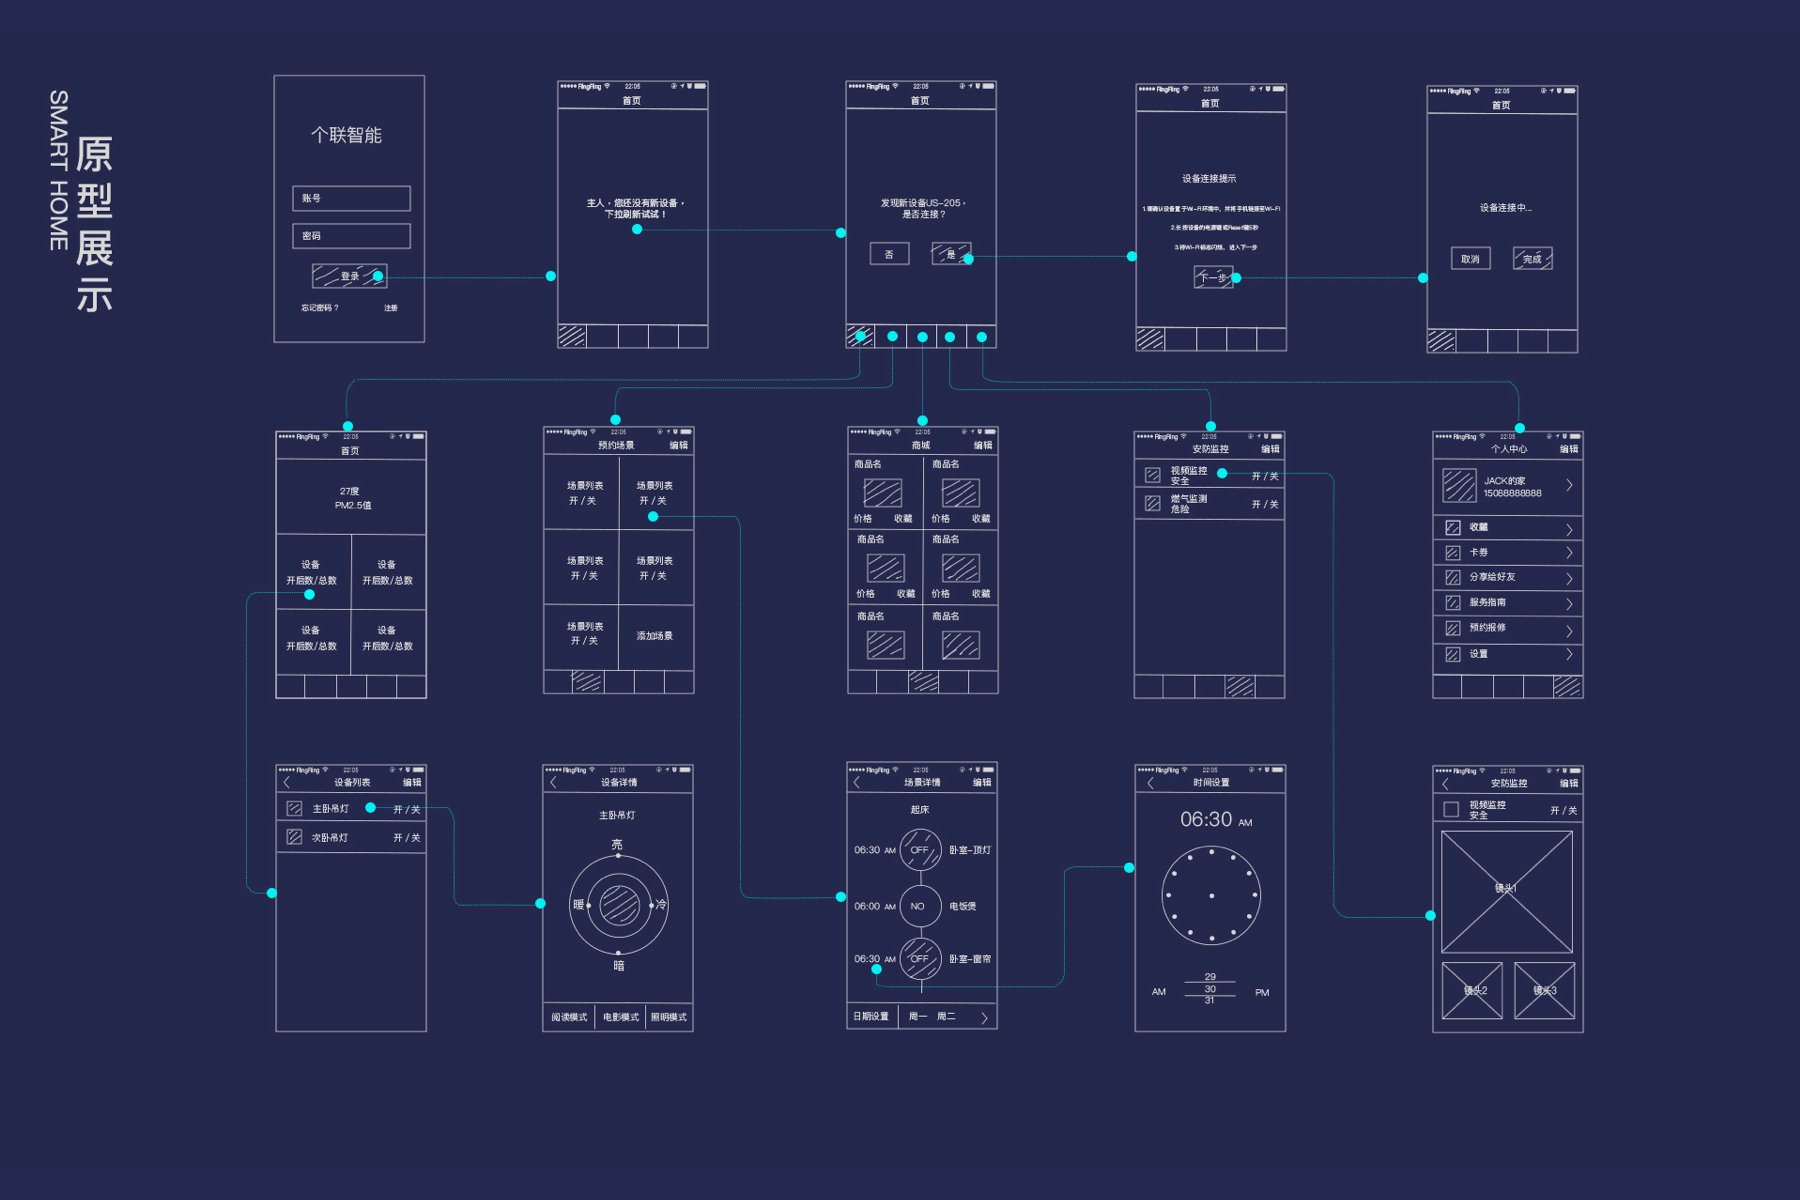 SMART HOME
原型展示
个联智能
账号
密码
登录
忘记密码？
注册
RingRing 22:05
首页
主人，您还没有新设备，
下拉刷新试试！
RingRing 22:05
首页
发现新设备US-205，
是否连接？
否
是
RingRing 22:05
首页
设备连接提示
1.请确认设备置于Wi-Fi环境中，并将手机链接至Wi-Fi
2.长按设备的电源键或Reset键5秒
3.待Wi-Fi标志闪烁，进入下一步
下一步
RingRing 22:05
首页
设备连接中...
取消
完成
RingRing 22:05
首页
27度
PM2.5值
设备 设备
开启数/总数 开启数/总数
设备 设备
开启数/总数 开启数/总数
RingRing 22:05
预约场景 编辑
场景列表 场景列表
开 / 关 开 / 关
场景列表 场景列表
开 / 关 开 / 关
场景列表
开 / 关
添加场景
RingRing 22:05
商城 编辑
商品名 商品名
价格 收藏 价格 收藏
商品名 商品名
价格 收藏 价格 收藏
商品名 商品名
RingRing 22:05
安防监控 编辑
视频监控
安全
开 / 关
燃气监测
危险
开 / 关
RingRing 22:05
个人中心 编辑
JACK的家
15088888888
收藏
卡券
分享给好友
服务指南
预约报修
设置
RingRing 22:05
设备列表 编辑
主卧吊灯 开 / 关
次卧吊灯 开 / 关
RingRing 22:05
设备详情
主卧吊灯
亮
暖 冷
暗
阅读模式 电影模式 照明模式
RingRing 22:05
场景详情 编辑
起床
06:30 AM OFF 卧室-顶灯
06:00 AM NO 电饭煲
06:30 AM OFF 卧室-窗帘
日期设置 周一 周二
RingRing 22:05
时间设置
06:30 AM
29
AM 30 PM
31
RingRing 22:05
安防监控 编辑
视频监控
安全
开 / 关
镜头1
镜头2 镜头3